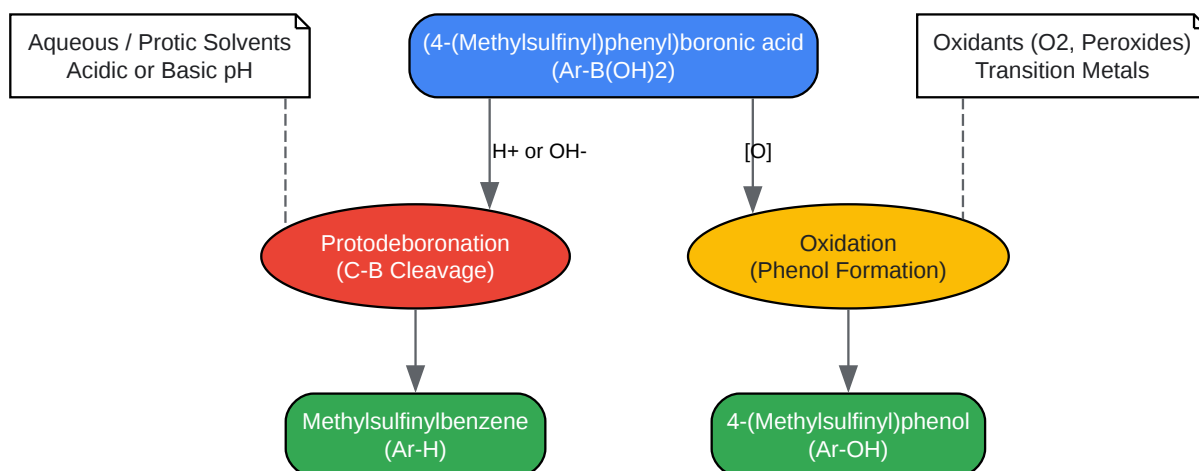 Aqueous / Protic Solvents
Acidic or Basic pH
(4-(Methylsulfinyl)phenyl)boronic acid
(Ar-B(OH)2)
Oxidants (O2, Peroxides)
Transition Metals
H+ or OH-
[O]
Protodeboronation
(C-B Cleavage)
Oxidation
(Phenol Formation)
Methylsulfinylbenzene
(Ar-H)
4-(Methylsulfinyl)phenol
(Ar-OH)